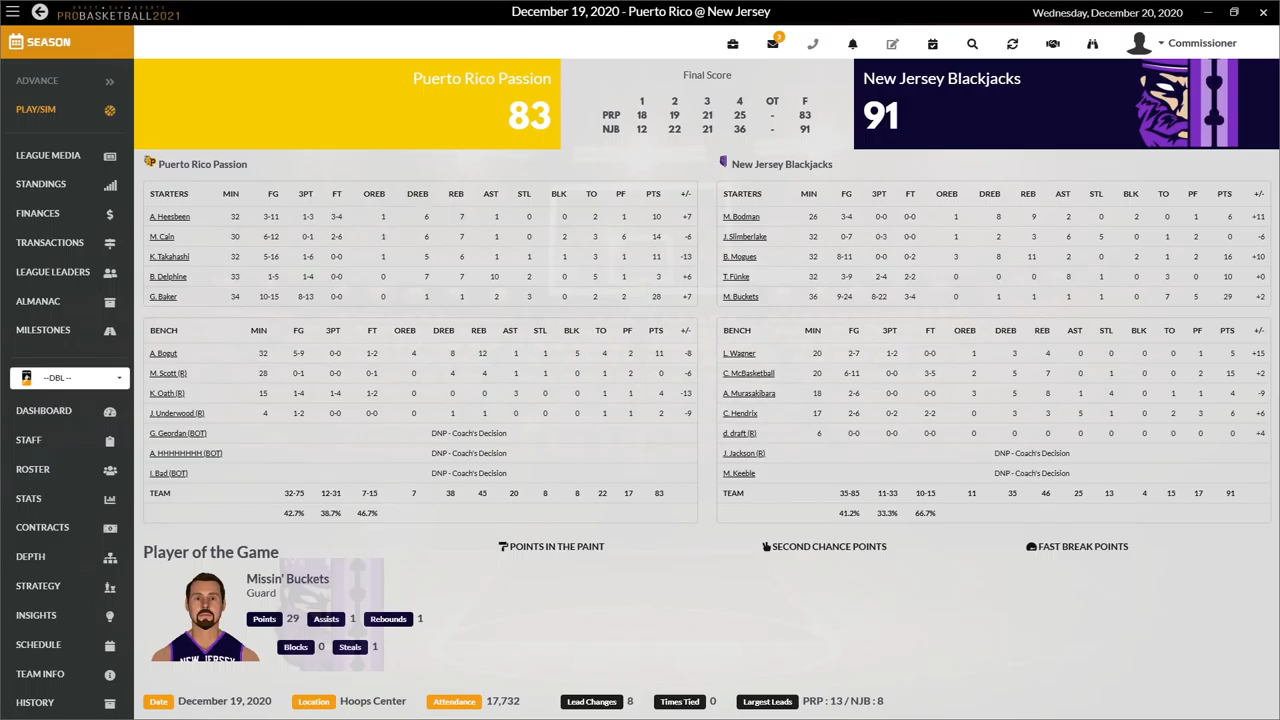 DRAFT DAY SPORTS
PROBASKETBALL2021
December 19, 2020 - Puerto Rico @ New Jersey
Wednesday, December 20, 2020
SEASON
3
Commissioner
ADVANCE
PLAY/SIM
LEAGUE MEDIA
STANDINGS
FINANCES
TRANSACTIONS
LEAGUE LEADERS
ALMANAC
MILESTONES
--DBL --
DASHBOARD
STAFF
ROSTER
STATS
CONTRACTS
DEPTH
STRATEGY
INSIGHTS
SCHEDULE
TEAM INFO
HISTORY
Puerto Rico Passion
83
Final Score
1 2 3 4 OT F
PRP 18 19 21 25 - 83
NJB 12 22 21 36 - 91
New Jersey Blackjacks
91
Puerto Rico Passion
STARTERS MIN FG 3PT FT OREB DREB REB AST STL BLK TO PF PTS +/-
A. Heesbeen 32 3-11 1-3 3-4 1 6 7 1 0 0 2 1 10 +7
M. Cain 30 6-12 0-1 2-6 1 6 7 1 0 2 3 6 14 -6
K. Takahashi 32 5-16 1-6 0-0 1 5 6 1 1 1 3 1 11 -13
B. Delphine 33 1-5 1-4 0-0 0 7 7 10 2 0 5 1 3 +6
G. Baker 34 10-15 8-13 0-0 0 1 1 2 3 0 2 2 28 +7
BENCH MIN FG 3PT FT OREB DREB REB AST STL BLK TO PF PTS +/-
A. Bogut 32 5-9 0-0 1-2 4 8 12 1 1 5 4 2 11 -8
M. Scott (R) 28 0-1 0-0 0-1 0 4 4 1 1 0 1 2 0 -6
K. Oath (R) 15 1-4 1-4 1-2 0 0 0 3 0 0 1 1 4 -13
J. Underwood (R) 4 1-2 0-0 0-0 0 1 1 0 0 0 1 1 2 -9
G. Geordan (BOT) DNP - Coach's Decision
A. HHHHHHHH (BOT) DNP - Coach's Decision
I. Bad (BOT) DNP - Coach's Decision
TEAM 32-75 12-31 7-15 7 38 45 20 8 8 22 17 83
42.7% 38.7% 46.7%
New Jersey Blackjacks
STARTERS MIN FG 3PT FT OREB DREB REB AST STL BLK TO PF PTS +/-
M. Bodman 26 3-4 0-0 0-0 1 8 9 2 0 2 0 1 6 +11
J. Slimberlake 32 0-7 0-3 0-0 1 2 3 6 5 0 1 2 0 -6
B. Mogues 32 8-11 0-0 0-2 3 8 11 2 0 2 1 2 16 +10
T. Fünke 32 3-9 2-4 2-2 0 0 0 8 1 0 2 1 10 +0
M. Buckets 36 9-24 8-22 3-4 0 1 1 1 1 0 7 5 29 +2
BENCH MIN FG 3PT FT OREB DREB REB AST STL BLK TO PF PTS +/-
L. Wagner 20 2-7 1-2 0-0 1 3 4 0 0 0 0 1 5 +15
C. McBasketball 20 6-11 0-0 3-5 2 5 7 0 1 0 0 2 15 +2
A. Murasakibara 18 2-6 0-0 0-0 3 5 8 1 4 0 1 1 4 -9
C. Hendrix 17 2-6 0-2 2-2 0 3 3 5 1 0 2 3 6 +6
d. draft (R) 6 0-0 0-0 0-0 0 0 0 0 0 0 0 0 0 +4
J. Jackson (R) DNP - Coach's Decision
M. Keeble DNP - Coach's Decision
TEAM 35-85 11-33 10-15 11 35 46 25 13 4 15 17 91
41.2% 33.3% 66.7%
Player of the Game
Missin' Buckets
Guard
Points 29 Assists 1 Rebounds 1
Blocks 0 Steals 1
NEW JERSEY
POINTS IN THE PAINT
SECOND CHANCE POINTS
FAST BREAK POINTS
Date December 19, 2020 Location Hoops Center Attendance 17,732 Lead Changes 8 Times Tied 0 Largest Leads PRP : 13 / NJB : 8